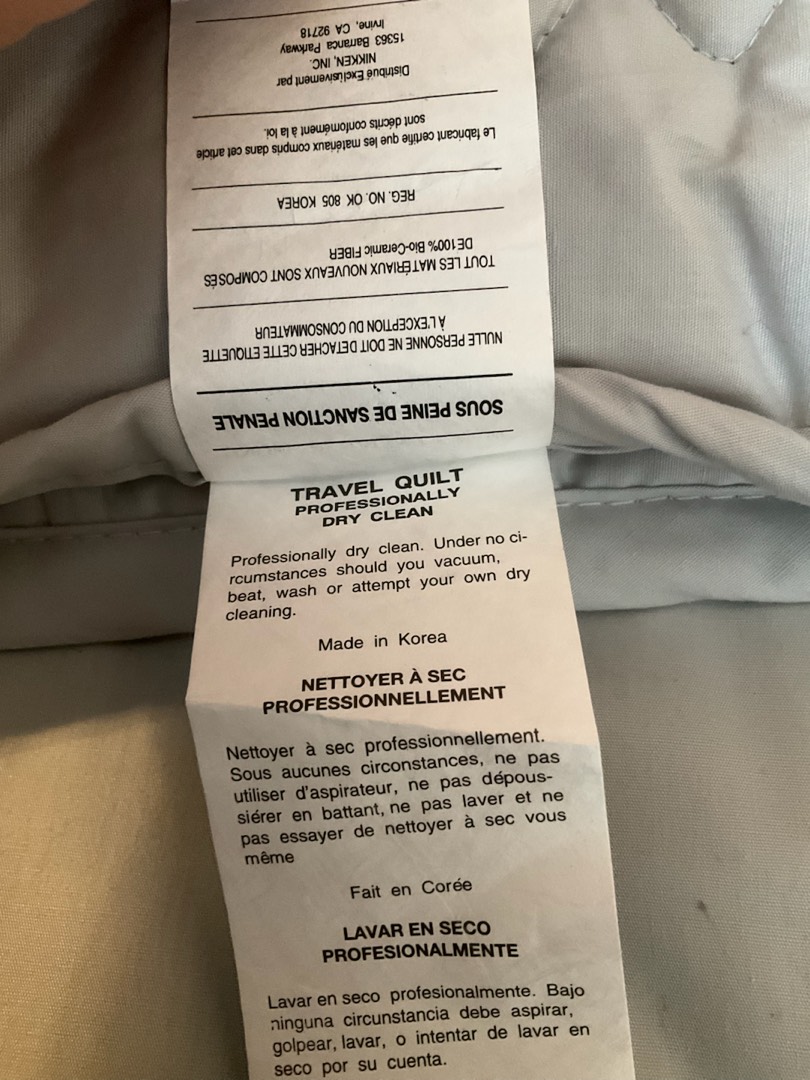 SOUS PEINE DE SANCTION PENALE
NULLE PERSONNE NE DOIT DETACHER CETTE ETIQUETTE
À L'EXCEPTION DU CONSOMMATEUR
TOUT LES MATÉRIAUX NOUVEAUX SONT COMPOSÉS
DE 100% Bio-Ceramic FIBER
REG. NO. OK 805 KOREA
Le fabricant certifie que les matériaux compris dans cet article
sont décrits conformément à la loi.
Distribué Exclusivement par
NIKKEN, INC.
15363 Barranca Parkway
Irvine, CA 92718
TRAVEL QUILT
PROFESSIONALLY
DRY CLEAN
Professionally dry clean. Under no ci-
rcumstances should you vacuum,
beat, wash or attempt your own dry
cleaning.
Made in Korea
NETTOYER À SEC
PROFESSIONNELLEMENT
Nettoyer à sec professionnellement.
Sous aucunes circonstances, ne pas
utiliser d'aspirateur, ne pas dépous-
siérer en battant, ne pas laver et ne
pas essayer de nettoyer à sec vous
même
Fait en Corée
LAVAR EN SECO
PROFESIONALMENTE
Lavar en seco profesionalmente. Bajo
ninguna circunstancia debe aspirar,
golpear, lavar, o intentar de lavar en
seco por su cuenta.